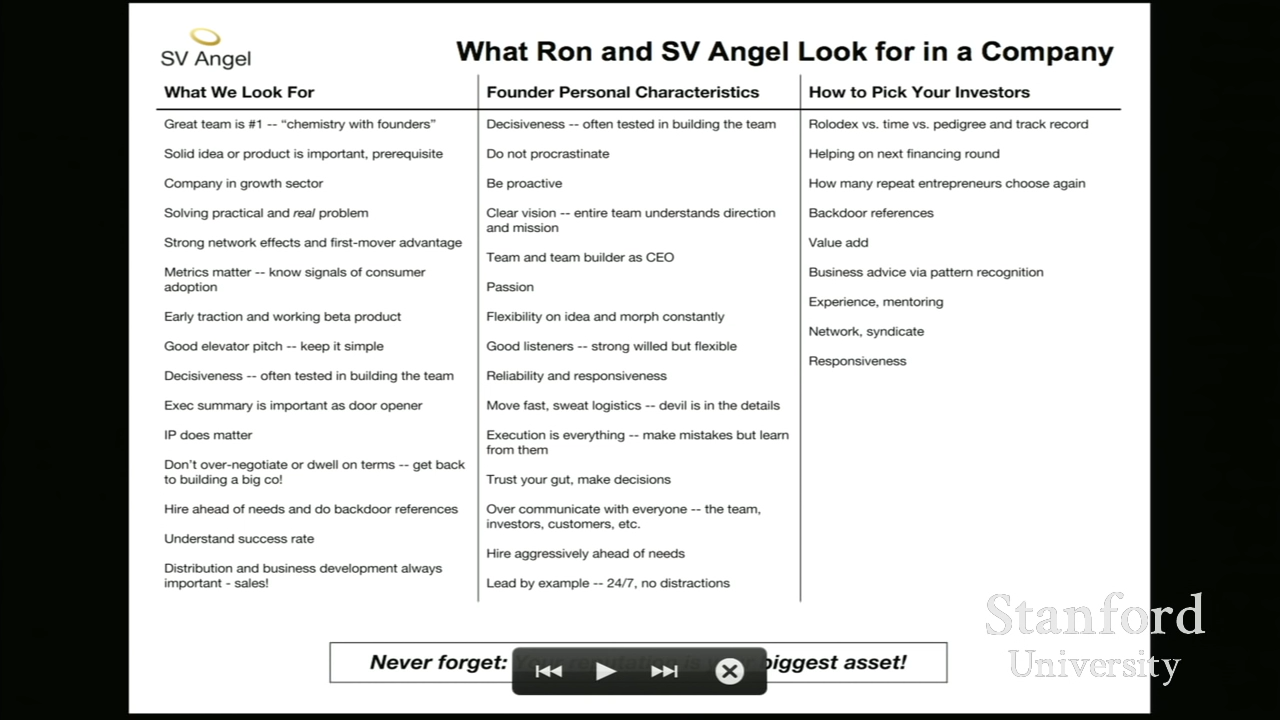 SV Angel
What Ron and SV Angel Look for in a Company
What We Look For
Great team is #1 -- “chemistry with founders”
Solid idea or product is important, prerequisite
Company in growth sector
Solving practical and real problem
Strong network effects and first-mover advantage
Metrics matter -- know signals of consumer
adoption
Early traction and working beta product
Good elevator pitch -- keep it simple
Decisiveness -- often tested in building the team
Exec summary is important as door opener
IP does matter
Don’t over-negotiate or dwell on terms -- get back
to building a big co!
Hire ahead of needs and do backdoor references
Understand success rate
Distribution and business development always
important - sales!
Founder Personal Characteristics
Decisiveness -- often tested in building the team
Do not procrastinate
Be proactive
Clear vision -- entire team understands direction
and mission
Team and team builder as CEO
Passion
Flexibility on idea and morph constantly
Good listeners -- strong willed but flexible
Reliability and responsiveness
Move fast, sweat logistics -- devil is in the details
Execution is everything -- make mistakes but learn
from them
Trust your gut, make decisions
Over communicate with everyone -- the team,
investors, customers, etc.
Hire aggressively ahead of needs
Lead by example -- 24/7, no distractions
How to Pick Your Investors
Rolodex vs. time vs. pedigree and track record
Helping on next financing round
How many repeat entrepreneurs choose again
Backdoor references
Value add
Business advice via pattern recognition
Experience, mentoring
Network, syndicate
Responsiveness
Never forget: biggest asset!
Stanford
University